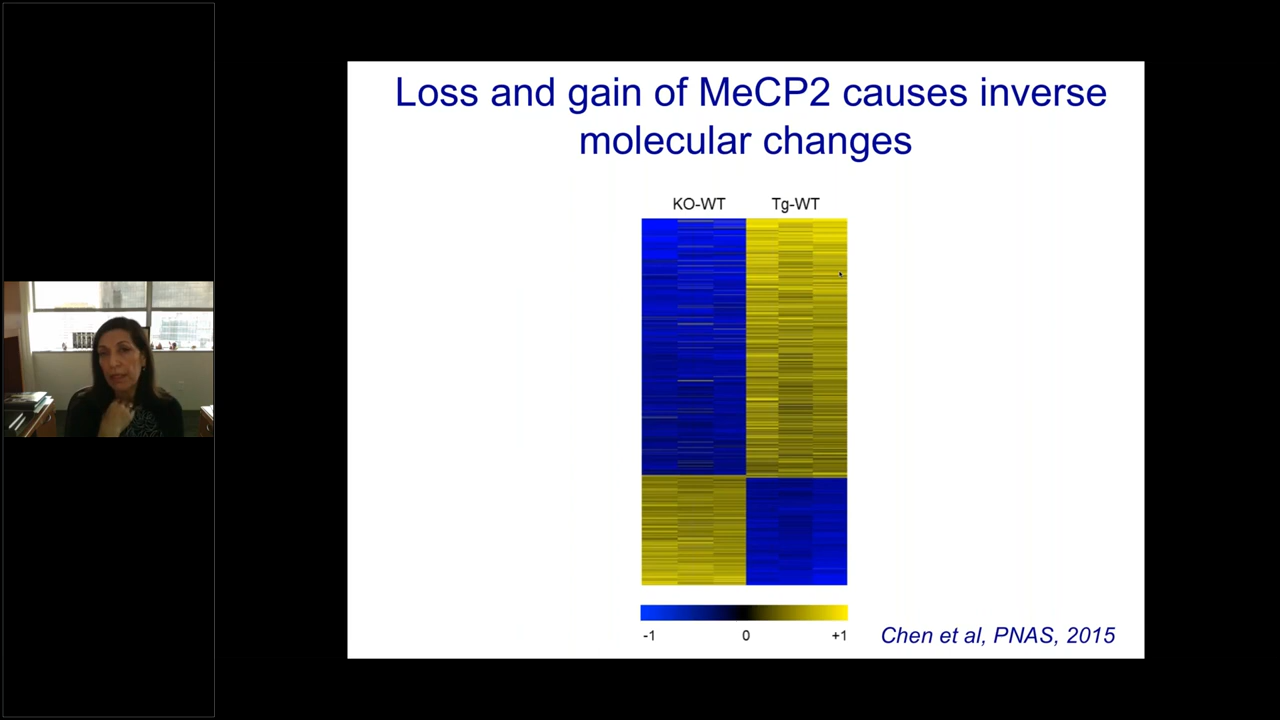 Loss and gain of MeCP2 causes inverse
molecular changes
KO-WT Tg-WT
-1 0 +1
Chen et al, PNAS, 2015